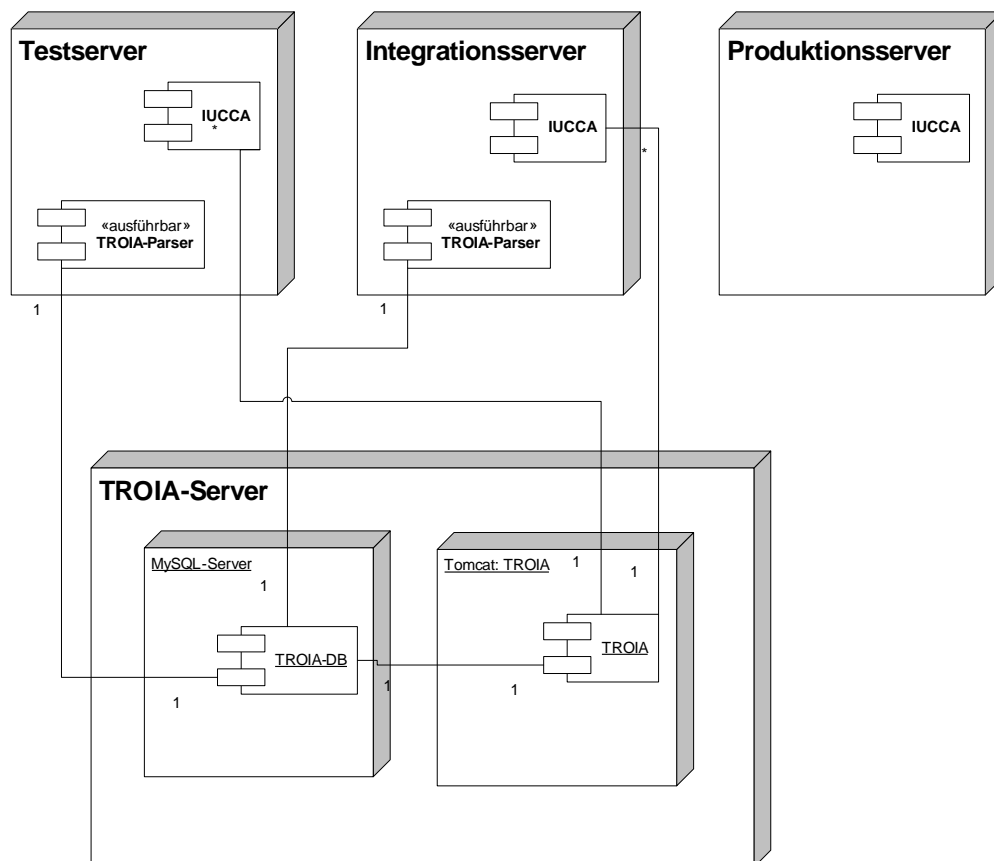 Testserver
Integrationsserver
Produktionsserver
IUCCA
*
IUCCA
*
IUCCA
«ausführbar»
TROIA-Parser
«ausführbar»
TROIA-Parser
1
1
TROIA-Server
MySQL-Server
Tomcat: TROIA
1
1
1
TROIA-DB
TROIA
1
1
1